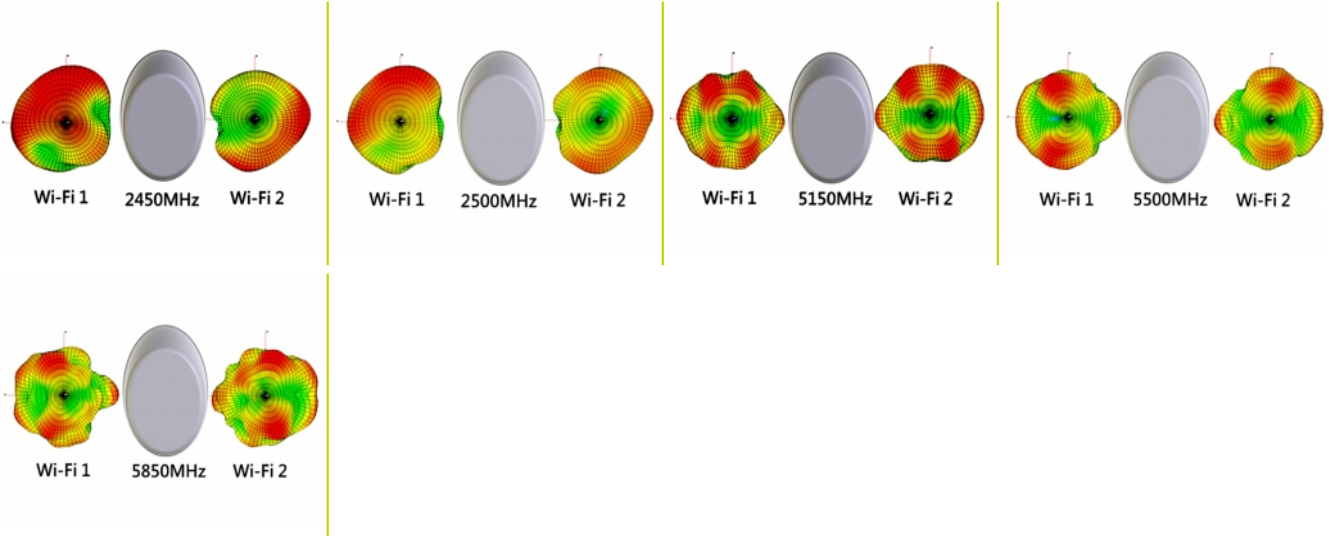 Wi-Fi 1 2450MHz Wi-Fi 2
Wi-Fi 1 2500MHz Wi-Fi 2
Wi-Fi 1 5150MHz Wi-Fi 2
Wi-Fi 1 5500MHz Wi-Fi 2
Wi-Fi 1 5850MHz Wi-Fi 2